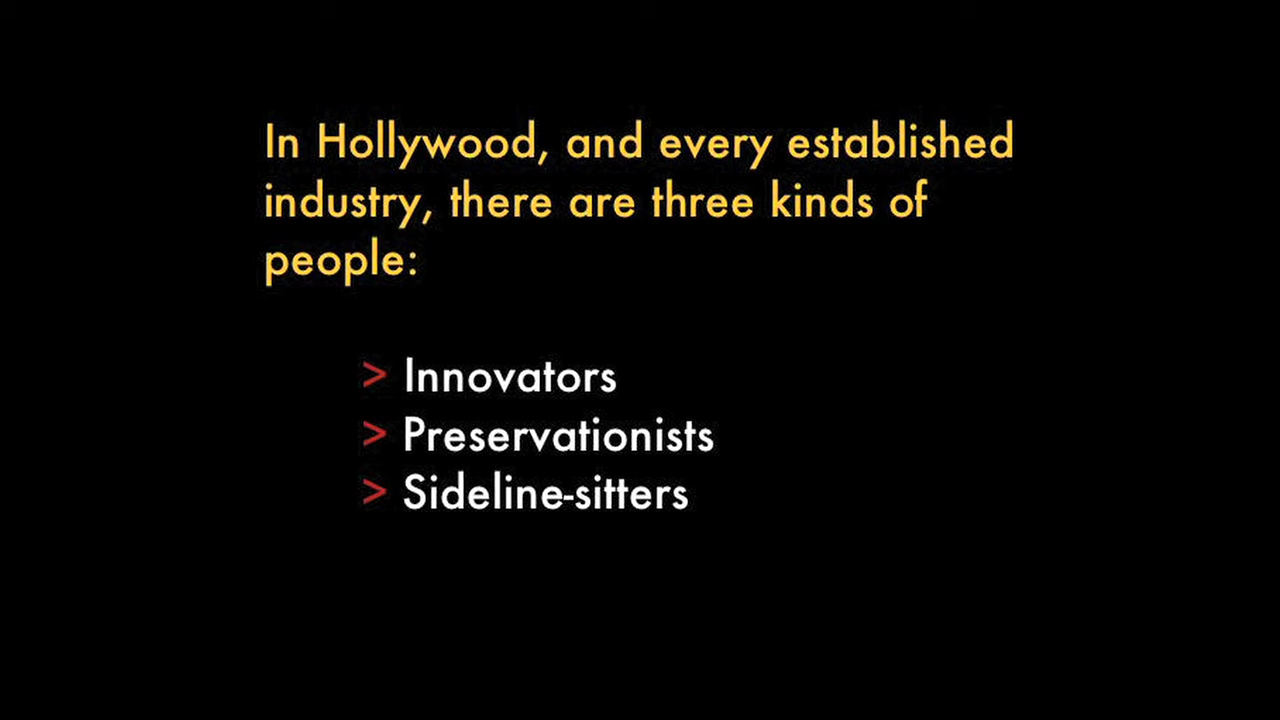 In Hollywood, and every established
industry, there are three kinds of
people:
> Innovators
> Preservationists
> Sideline-sitters